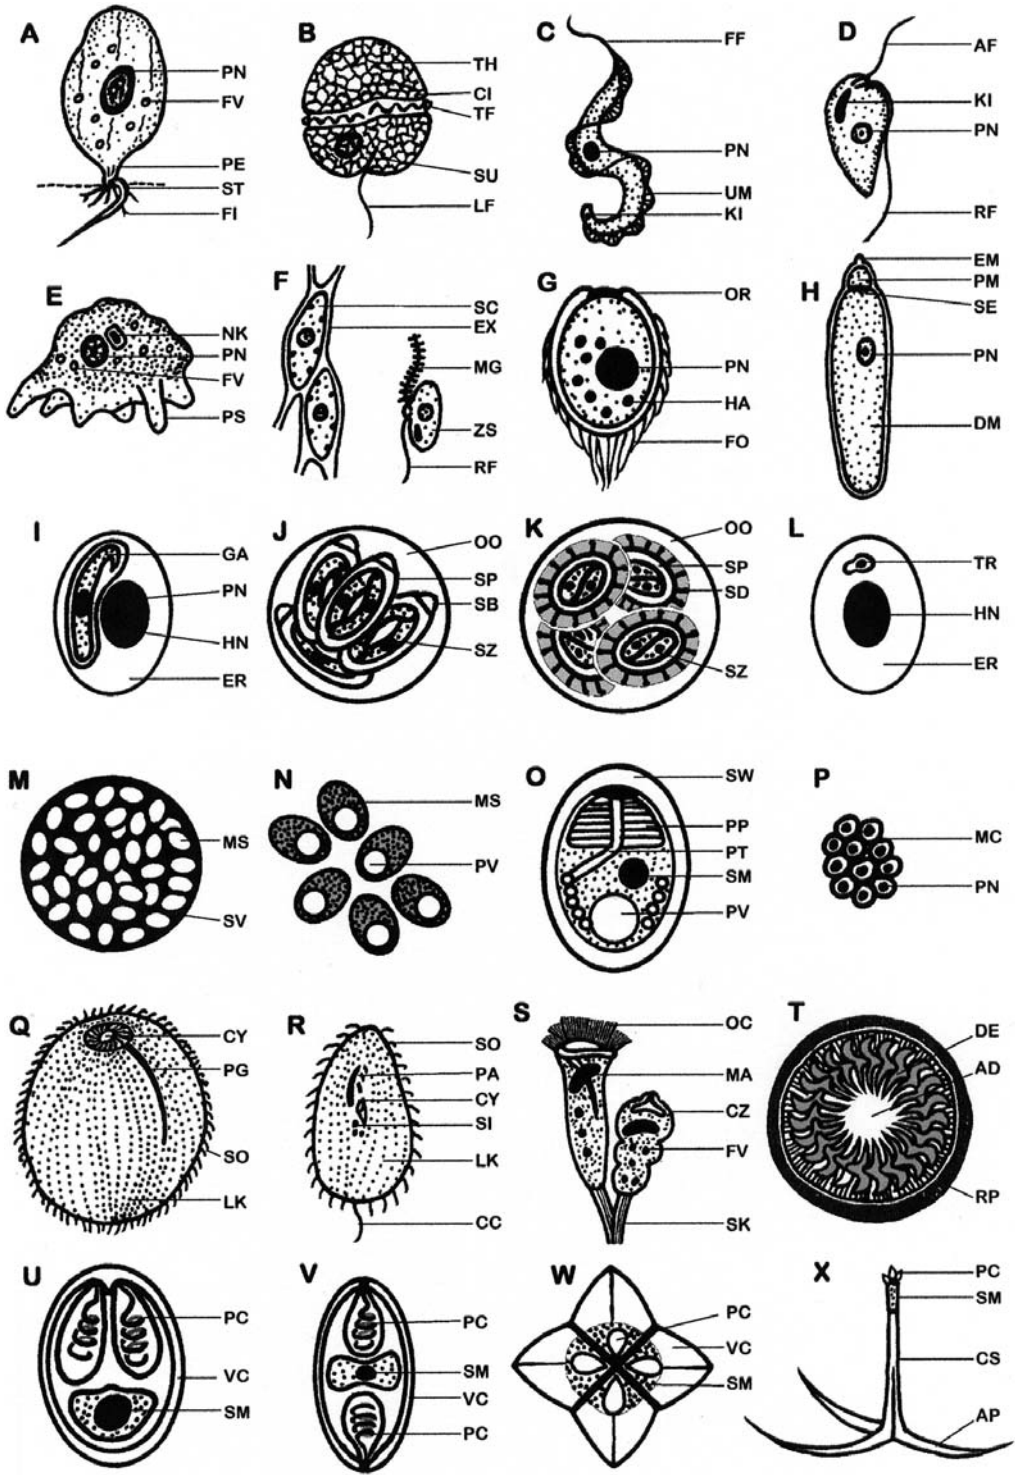 A
PN
FV
PE
ST
FI
B
TH
CI
TF
SU
LF
C
FF
PN
UM
KI
D
AF
KI
PN
RF
E
NK
PN
FV
PS
F
SC
EX
MG
ZS
RF
G
OR
PN
HA
FO
H
EM
PM
SE
PN
DM
I
GA
PN
HN
ER
J
OO
SP
SB
SZ
K
OO
SP
SD
SZ
L
TR
HN
ER
M
MS
SV
N
MS
PV
O
SW
PP
PT
SM
PV
P
MC
PN
Q
CY
PG
SO
LK
R
SO
PA
CY
SI
LK
CC
S
OC
MA
CZ
FV
SK
T
DE
AD
RP
U
PC
VC
SM
V
PC
SM
VC
PC
W
PC
VC
SM
X
PC
SM
CS
AP